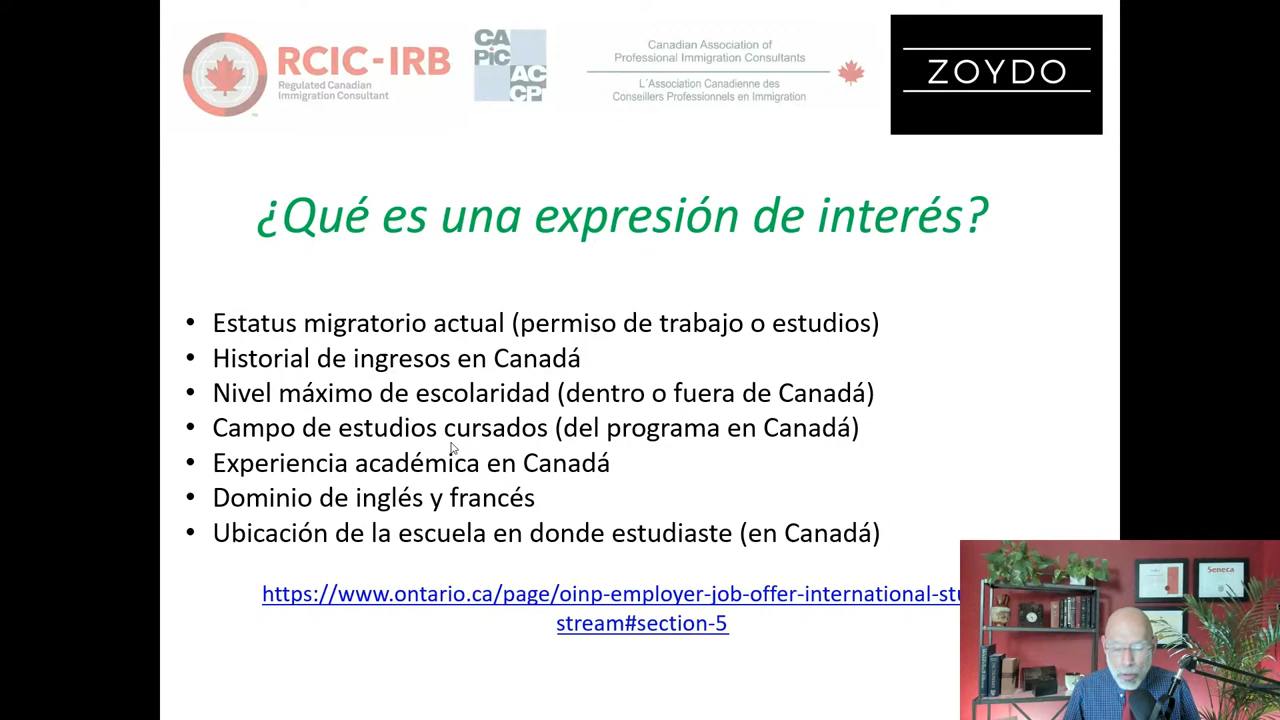 RCIC-IRB
Regulated Canadian
Immigration Consultant
CA
PiC
AC
CP
Canadian Association of
Professional Immigration Consultants
L´Association Canadienne des
Conseillers Professionnels en Immigration
ZOYDO
¿Qué es una expresión de interés?
• Estatus migratorio actual (permiso de trabajo o estudios)
• Historial de ingresos en Canadá
• Nivel máximo de escolaridad (dentro o fuera de Canadá)
• Campo de estudios cursados (del programa en Canadá)
• Experiencia académica en Canadá
• Dominio de inglés y francés
• Ubicación de la escuela en donde estudiaste (en Canadá)
https://www.ontario.ca/page/oinp-employer-job-offer-international-stu
stream#section-5
Seneca